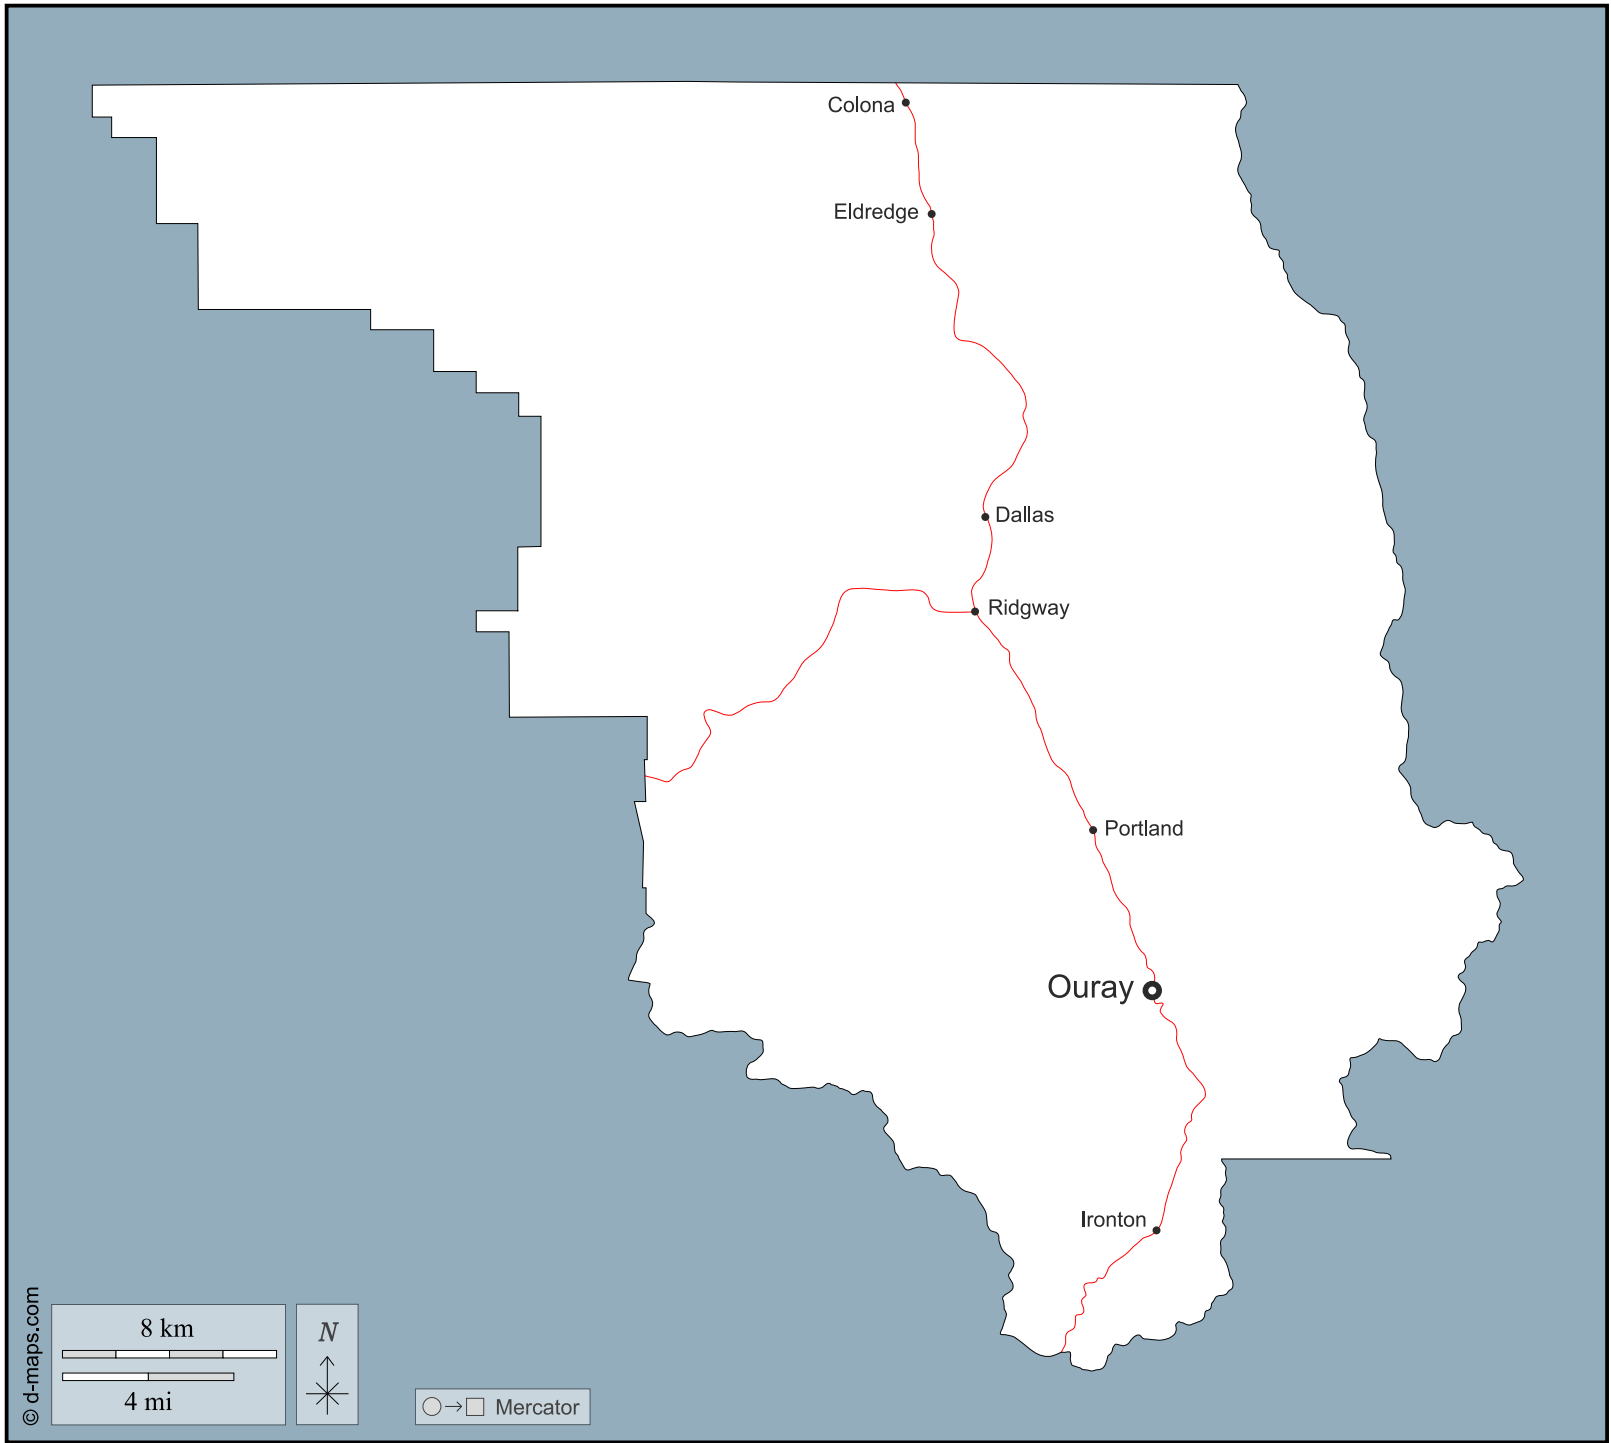 Colona
Eldredge
Dallas
Ridgway
Portland
Ouray
Ironton
© d-maps.com
8 km
4 mi
N
Mercator